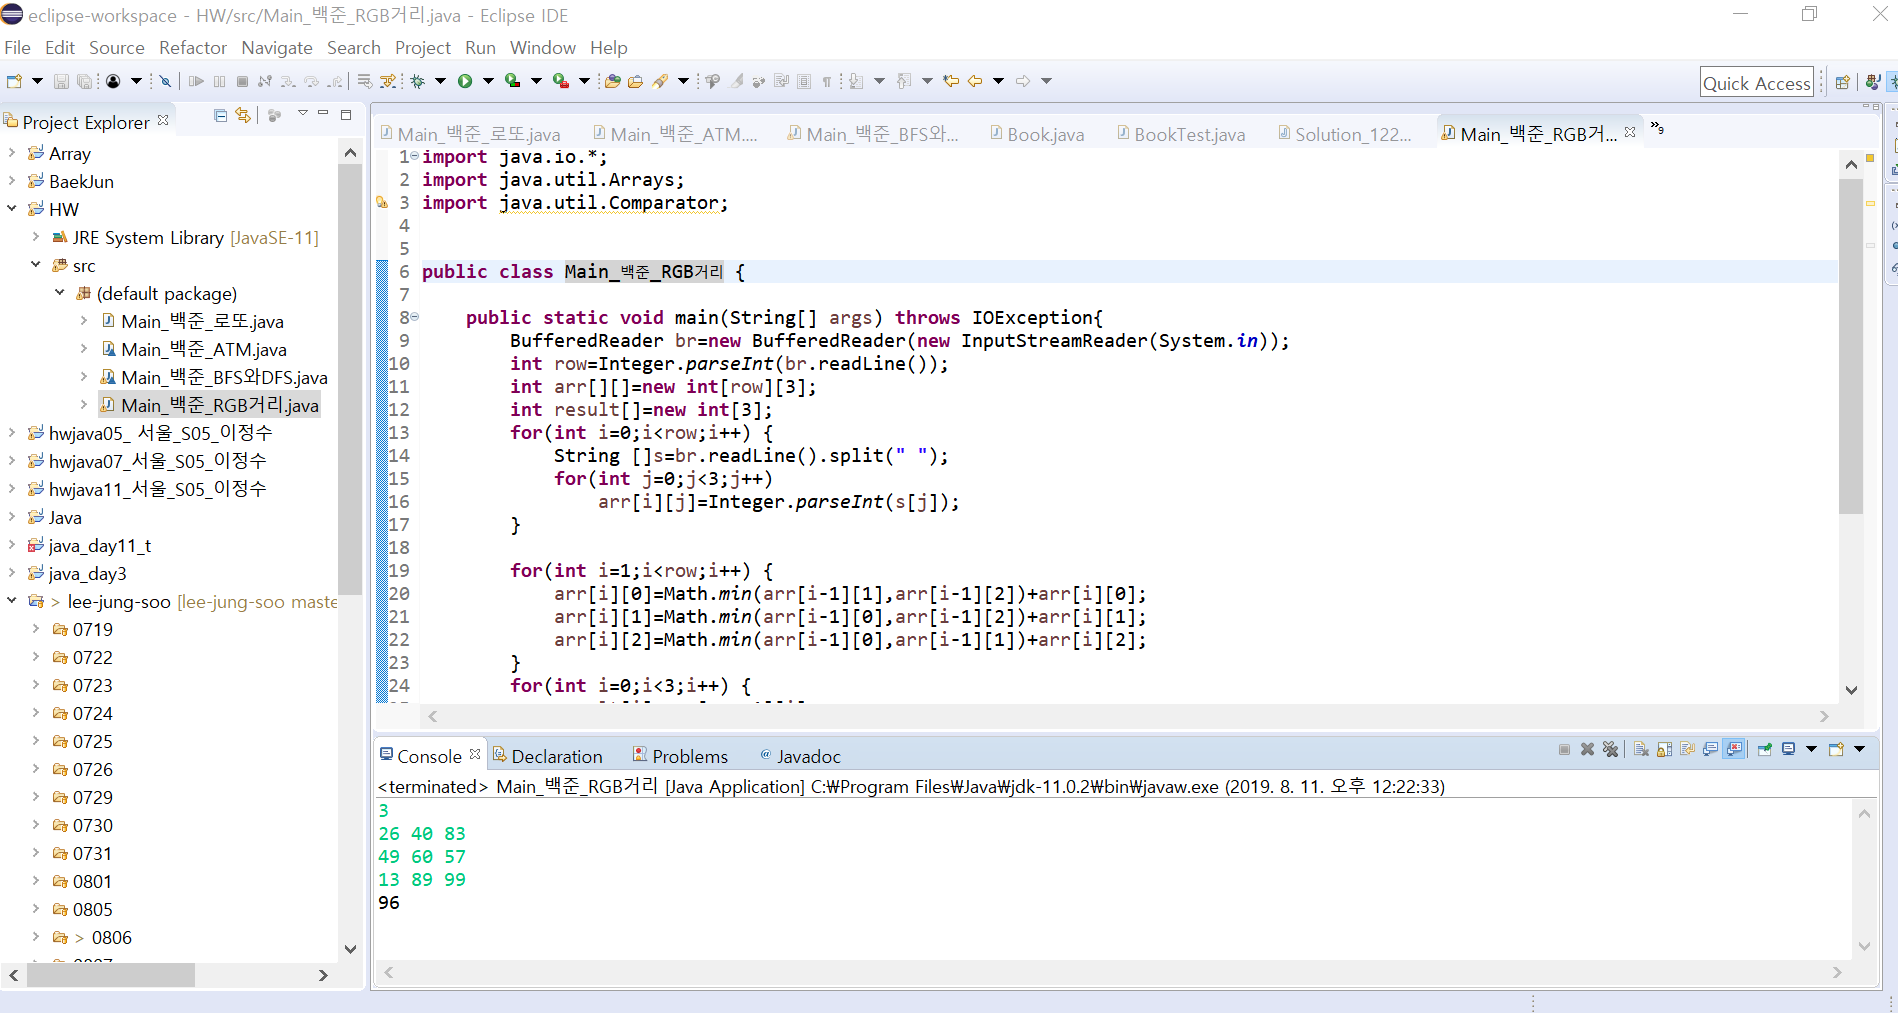 eclipse-workspace - HW/src/Main_백준_RGB거리.java - Eclipse IDE
File Edit Source Refactor Navigate Search Project Run Window Help
Quick Access
Project Explorer
Array
BaekJun
HW
JRE System Library [JavaSE-11]
src
(default package)
Main_백준_로또.java
Main_백준_ATM.java
Main_백준_BFS와DFS.java
Main_백준_RGB거리.java
hwjava05_ 서울_S05_이정수
hwjava07_서울_S05_이정수
hwjava11_서울_S05_이정수
Java
java_day11_t
java_day3
> lee-jung-soo [lee-jung-soo maste
0719
0722
0723
0724
0725
0726
0729
0730
0731
0801
0805
> 0806
Main_백준_로또.java Main_백준_ATM.... Main_백준_BFS와... Book.java BookTest.java Solution_122... Main_백준_RGB거... »9
1 import java.io.*;
2 import java.util.Arrays;
3 import java.util.Comparator;
4
5
6 public class Main_백준_RGB거리 {
7
8 public static void main(String[] args) throws IOException{
9 BufferedReader br=new BufferedReader(new InputStreamReader(System.in));
10 int row=Integer.parseInt(br.readLine());
11 int arr[][]=new int[row][3];
12 int result[]=new int[3];
13 for(int i=0;i<row;i++) {
14 String []s=br.readLine().split(" ");
15 for(int j=0;j<3;j++)
16 arr[i][j]=Integer.parseInt(s[j]);
17 }
18
19 for(int i=1;i<row;i++) {
20 arr[i][0]=Math.min(arr[i-1][1],arr[i-1][2])+arr[i][0];
21 arr[i][1]=Math.min(arr[i-1][0],arr[i-1][2])+arr[i][1];
22 arr[i][2]=Math.min(arr[i-1][0],arr[i-1][1])+arr[i][2];
23 }
24 for(int i=0;i<3;i++) {
Console Declaration Problems @ Javadoc
<terminated> Main_백준_RGB거리 [Java Application] C:₩Program Files₩Java₩jdk-11.0.2₩bin₩javaw.exe (2019. 8. 11. 오후 12:22:33)
3
26 40 83
49 60 57
13 89 99
96